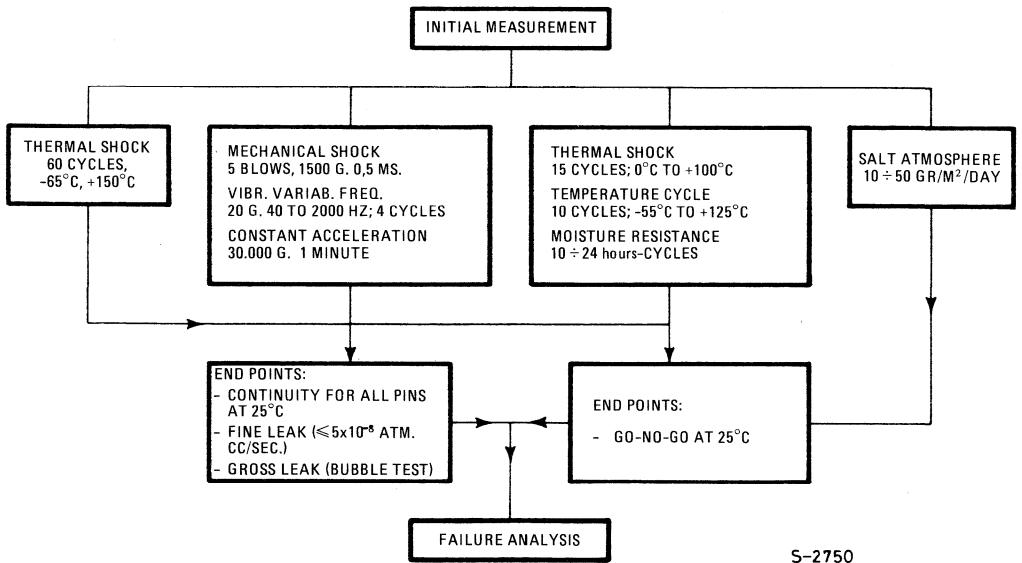 INITIAL MEASUREMENT
THERMAL SHOCK
60 CYCLES,
-65°C, +150°C
MECHANICAL SHOCK
5 BLOWS, 1500 G. 0,5 MS.
VIBR. VARIAB. FREQ.
20 G. 40 TO 2000 HZ; 4 CYCLES
CONSTANT ACCELERATION
30.000 G. 1 MINUTE
THERMAL SHOCK
15 CYCLES; 0°C TO +100°C
TEMPERATURE CYCLE
10 CYCLES; -55°C TO +125°C
MOISTURE RESISTANCE
10 ÷ 24 hours-CYCLES
SALT ATMOSPHERE
10 ÷ 50 GR/M²/DAY
END POINTS:
- CONTINUITY FOR ALL PINS
AT 25°C
- FINE LEAK (⩽5x10⁻⁸ ATM.
CC/SEC.)
- GROSS LEAK (BUBBLE TEST)
END POINTS:
- GO-NO-GO AT 25°C
FAILURE ANALYSIS
S-2750